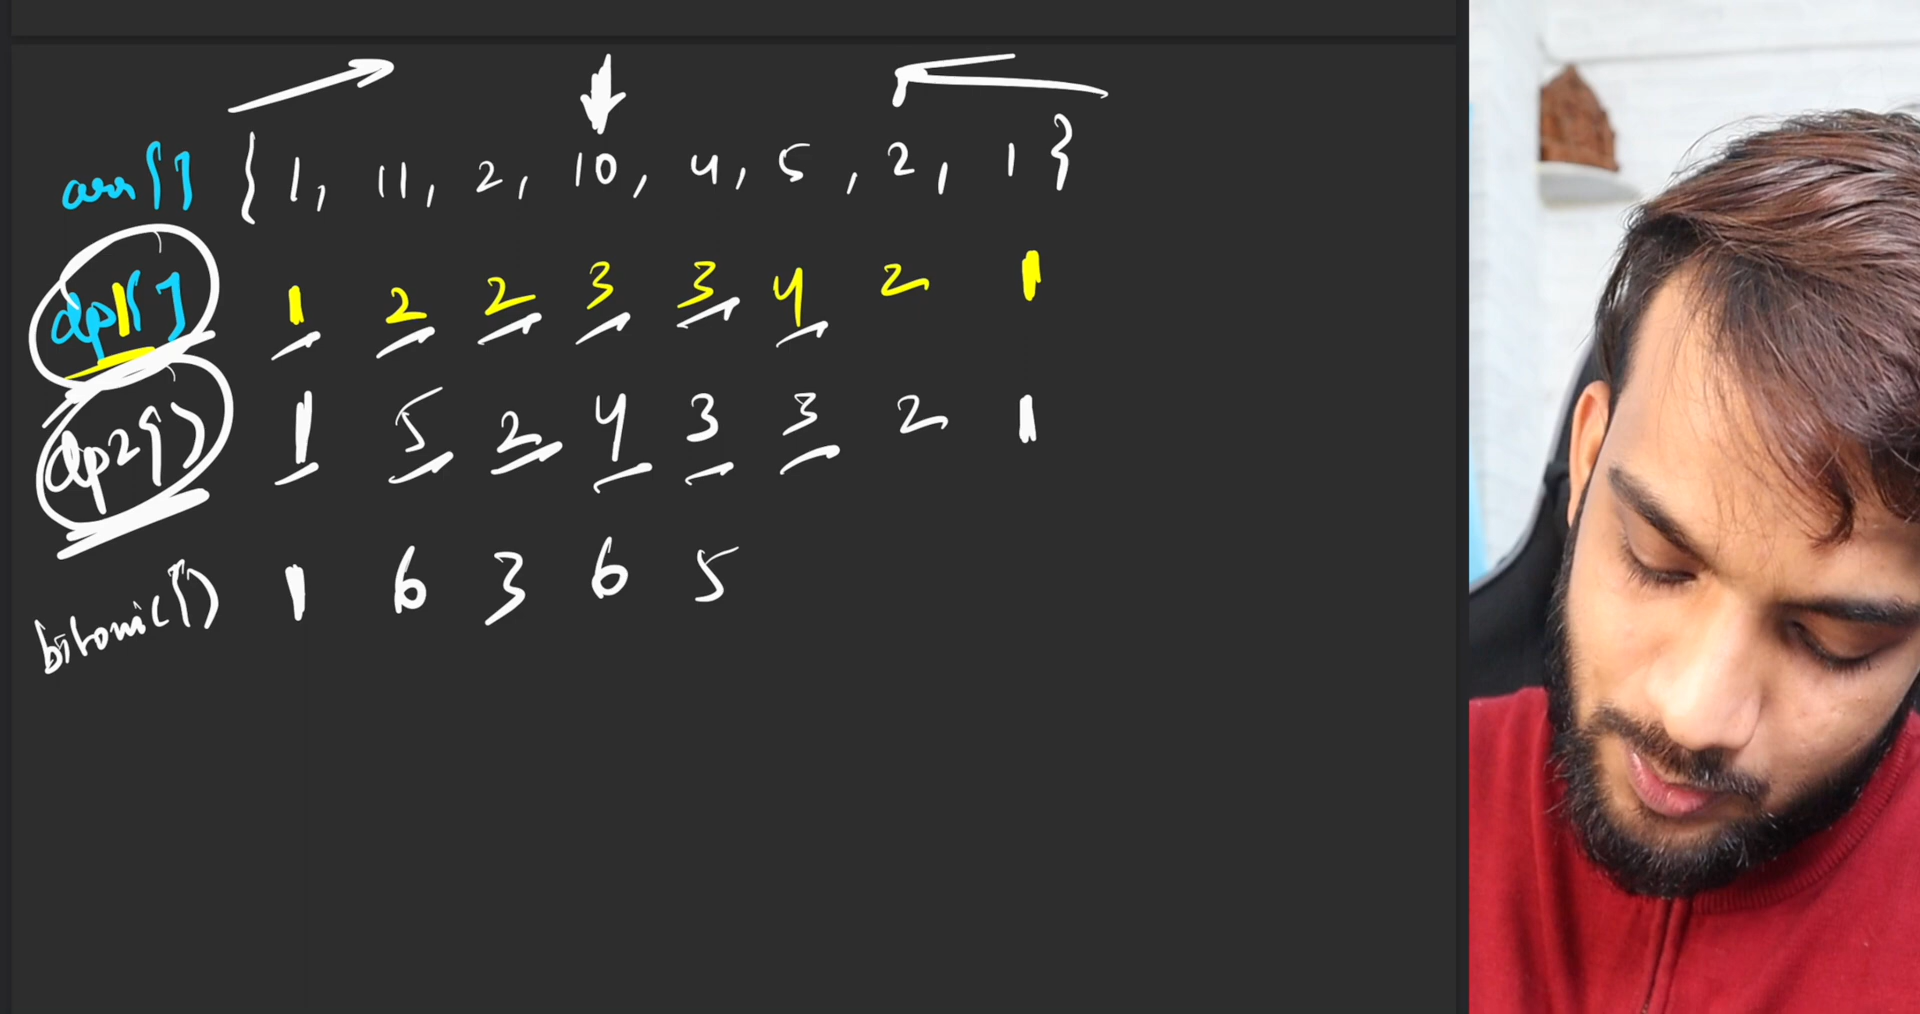 arr[] {1, 11, 2, 10, 4, 5, 2, 1}
dp1[] 1 2 2 3 3 4 2 1
dp2[] 1 5 2 4 3 3 2 1
bitonic[] 1 6 3 6 5